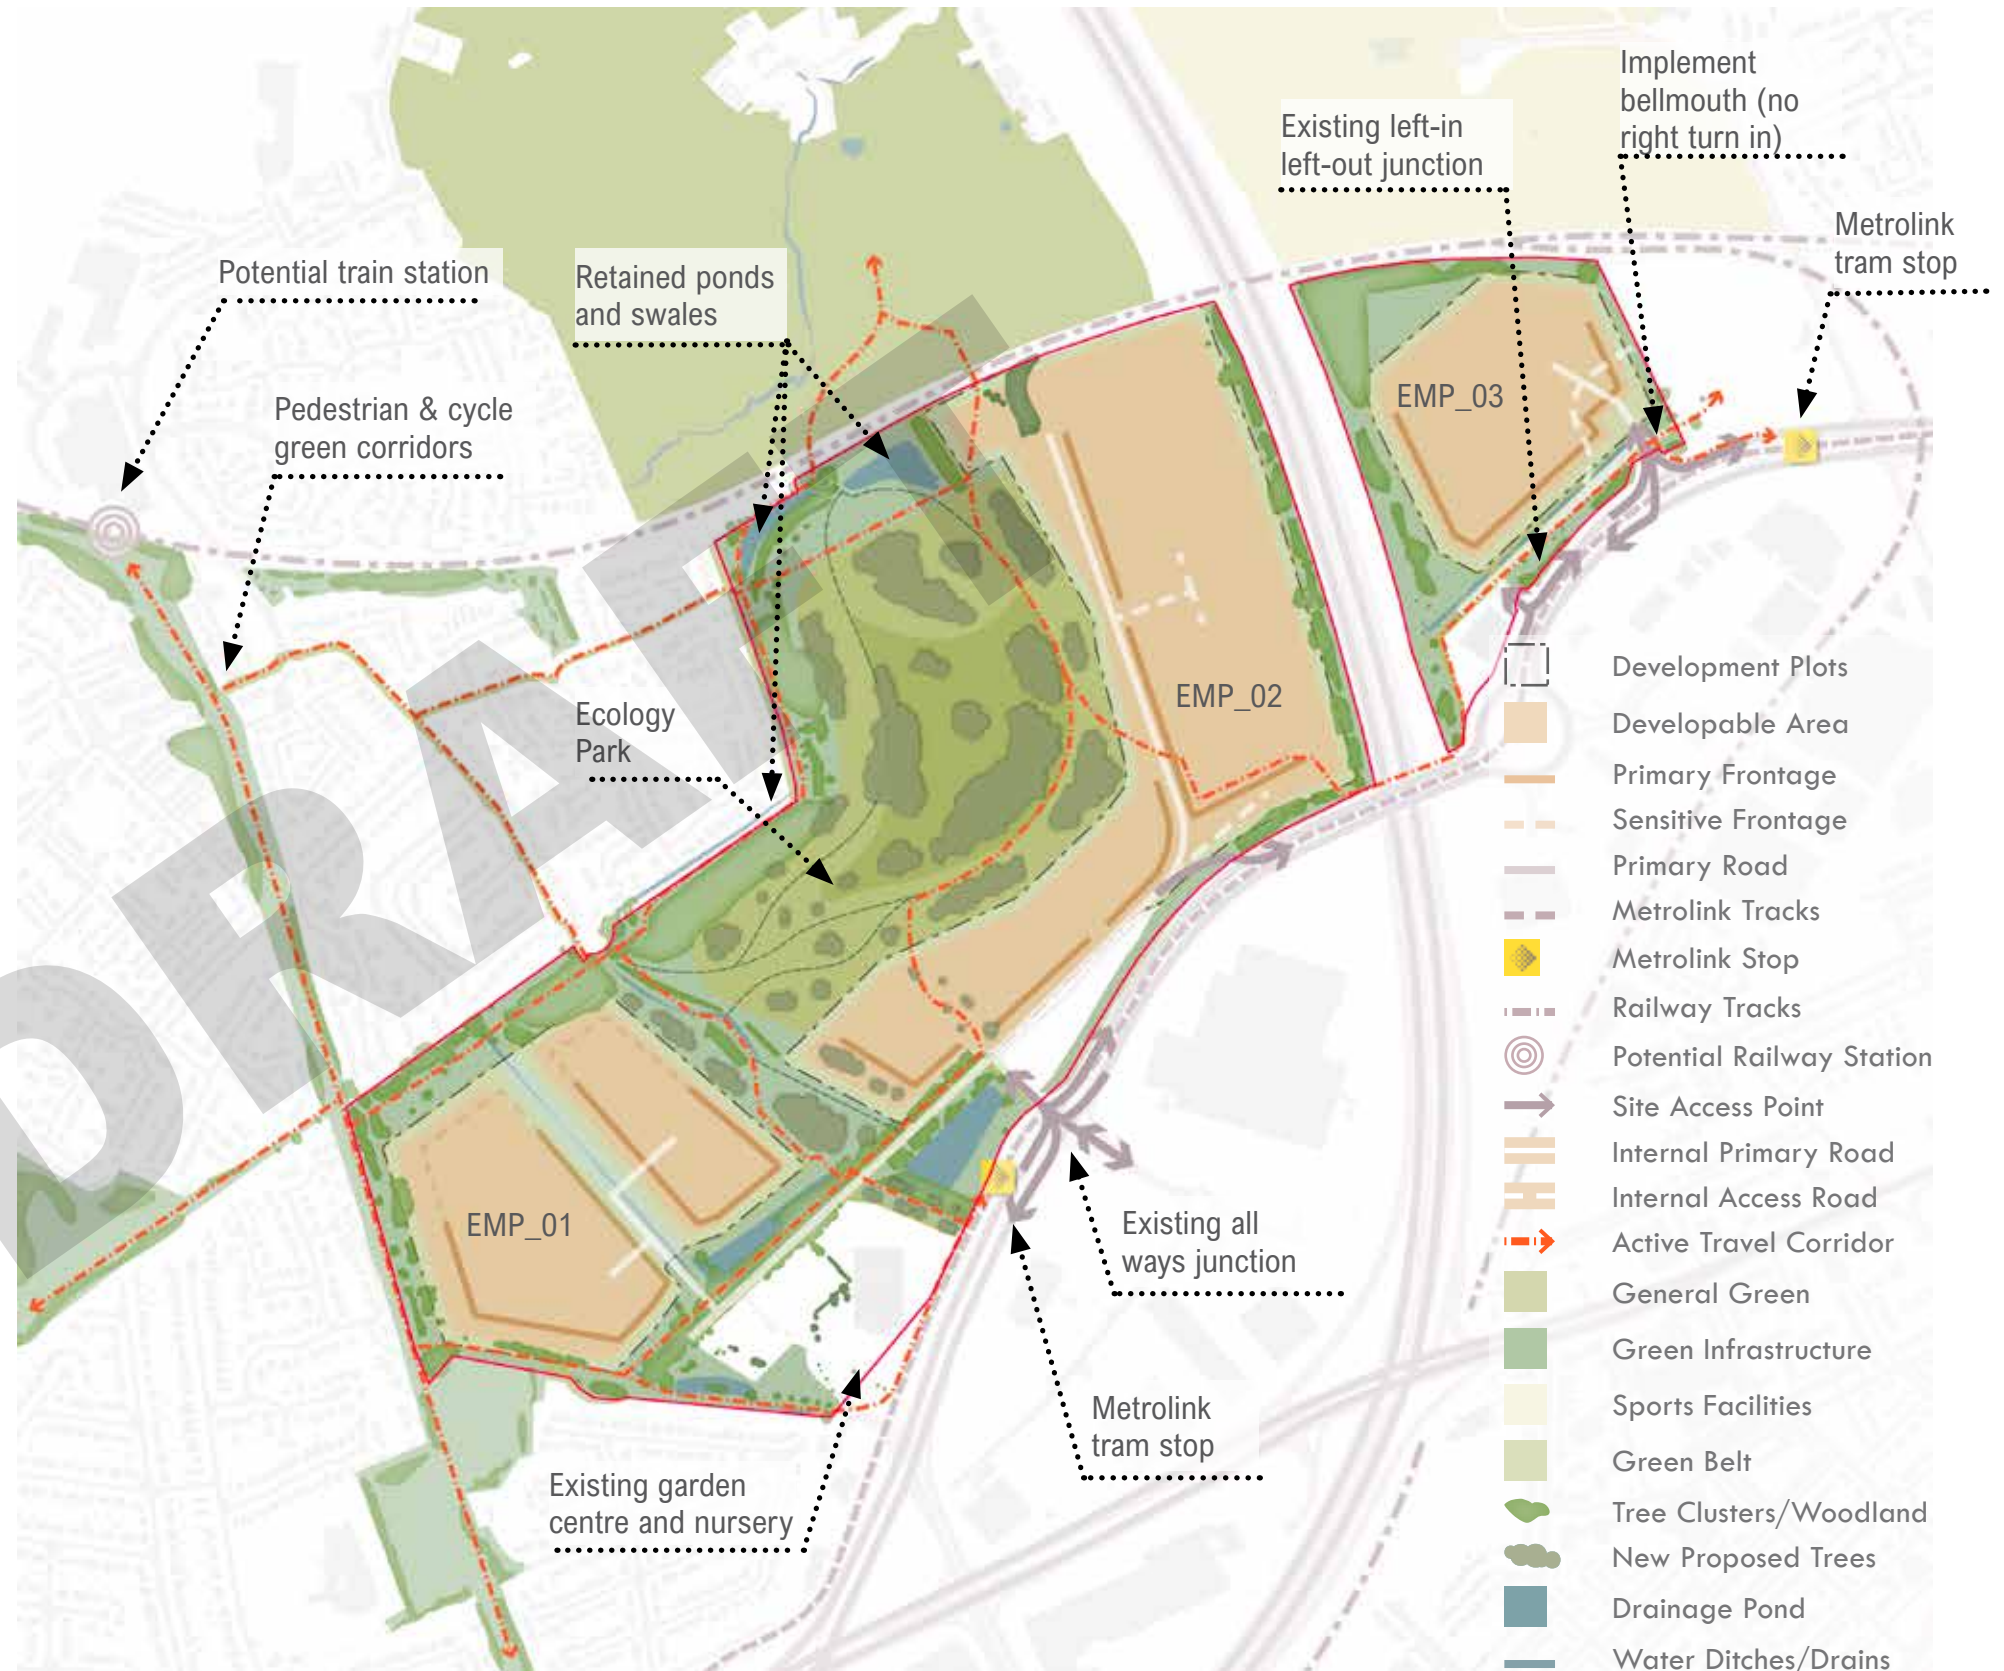 Implement
bellmouth (no
right turn in)
Existing left-in
left-out junction
Metrolink
tram stop
Potential train station
Retained ponds
and swales
Pedestrian & cycle
green corridors
EMP_03
EMP_02
Ecology
Park
EMP_01
Existing all
ways junction
Metrolink
tram stop
Existing garden
centre and nursery
DRAFT
Development Plots
Developable Area
Primary Frontage
Sensitive Frontage
Primary Road
Metrolink Tracks
Metrolink Stop
Railway Tracks
Potential Railway Station
Site Access Point
Internal Primary Road
Internal Access Road
Active Travel Corridor
General Green
Green Infrastructure
Sports Facilities
Green Belt
Tree Clusters/Woodland
New Proposed Trees
Drainage Pond
Water Ditches/Drains